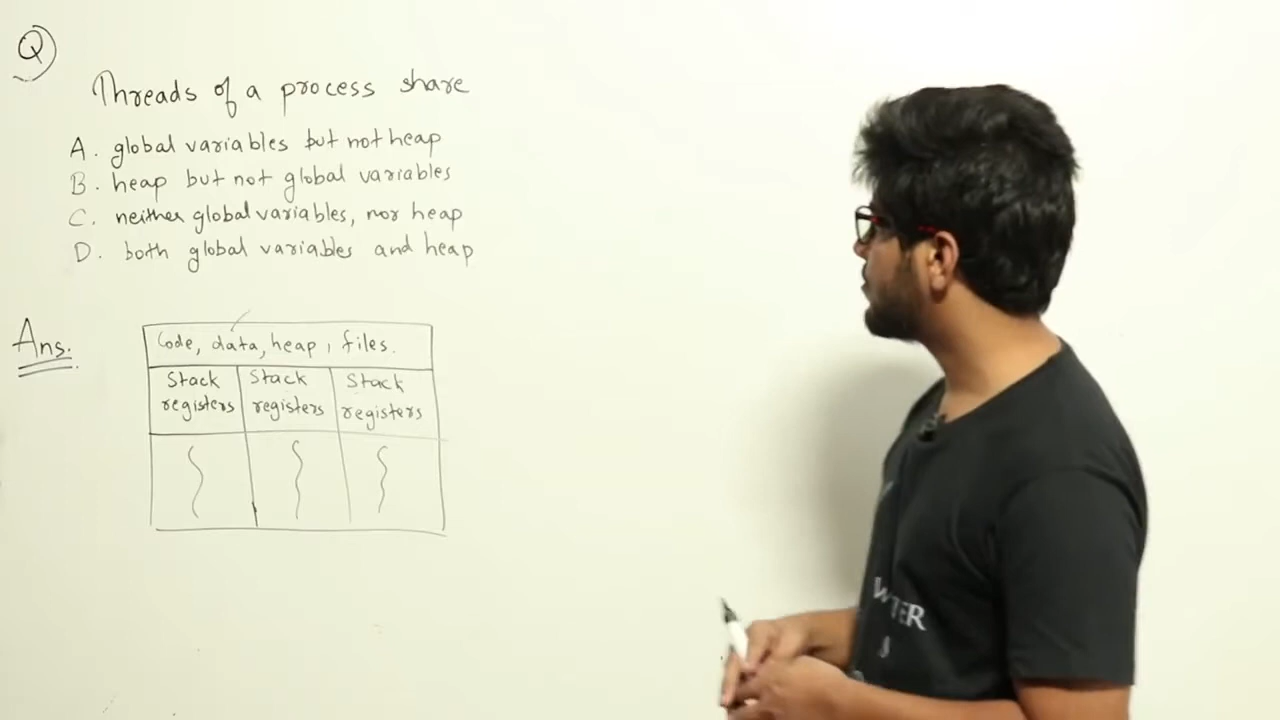 Q
Threads of a process share
A. global variables but not heap
B. heap but not global variables
C. neither global variables, nor heap
D. both global variables and heap
Ans.
Code, data, heap, files.
Stack registers
Stack registers
Stack registers